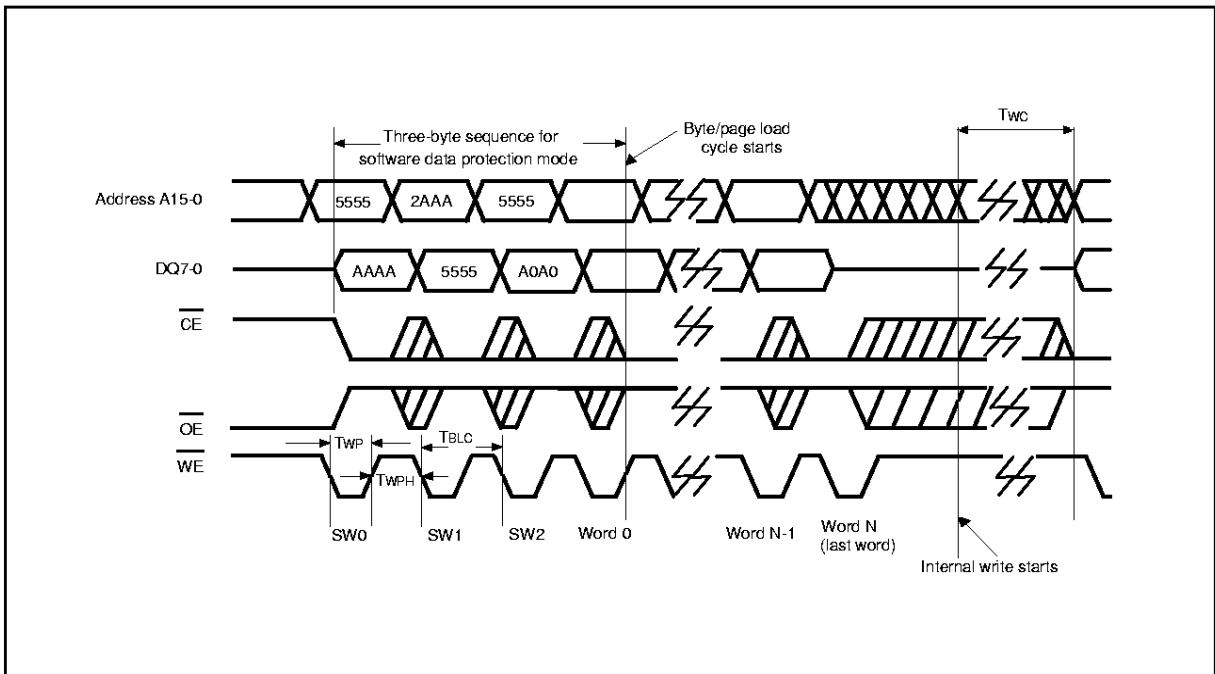 Three-byte sequence for
software data protection mode
Byte/page load
cycle starts
TWC
Address A15-0
5555
2AAA
5555
DQ7-0
AAAA
5555
A0A0
CE
OE
TWP
TBLC
WE
TWPH
SW0
SW1
SW2
Word 0
Word N-1
Word N
(last word)
Internal write starts